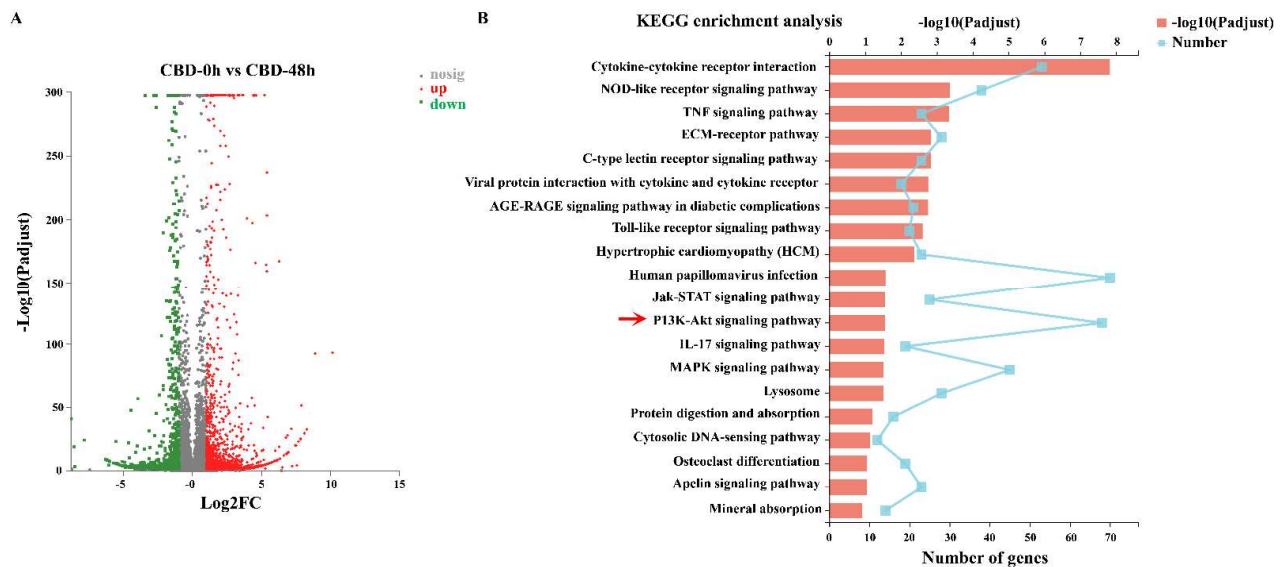 A
CBD-0h vs CBD-48h
nosig
up
down
300
250
200
150
100
50
0
-5
-0
5
10
15
-Log10(Padjust)
Log2FC
B
KEGG enrichment analysis
-log10(Padjust)
-log10(Padjust)
Number
0 1 2 3 4 5 6 7 8
Cytokine-cytokine receptor interaction
NOD-like receptor signaling pathway
TNF signaling pathway
ECM-receptor pathway
C-type lectin receptor signaling pathway
Viral protein interaction with cytokine and cytokine receptor
AGE-RAGE signaling pathway in diabetic complications
Toll-like receptor signaling pathway
Hypertrophic cardiomyopathy (HCM)
Human papillomavirus infection
Jak-STAT signaling pathway
P13K-Akt signaling pathway
IL-17 signaling pathway
MAPK signaling pathway
Lysosome
Protein digestion and absorption
Cytosolic DNA-sensing pathway
Osteoclast differentiation
Apelin signaling pathway
Mineral absorption
0 10 20 30 40 50 60 70
Number of genes